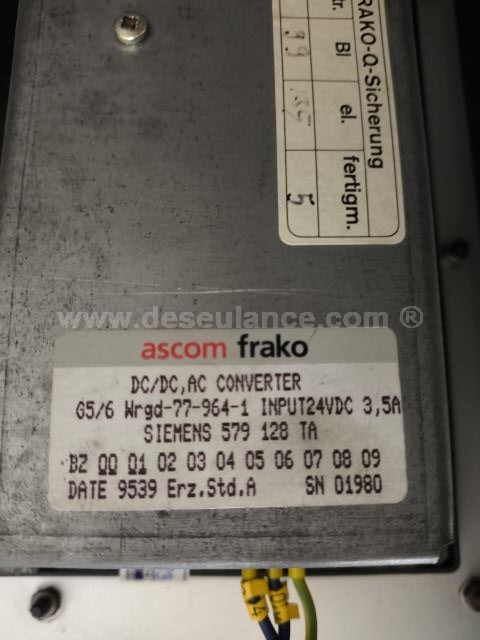 RAKO-Q-Sicherung
tr. Bl el. fertigm.
99 5
www.deseulance.com ®
ascom frako
DC/DC,AC CONVERTER
G5/6 Wrgd-77-964-1 INPUT24VDC 3,5A
SIEMENS 579 128 TA
BZ 00 01 02 03 04 05 06 07 08 09
DATE 9539 Erz.Std.A SN 01980